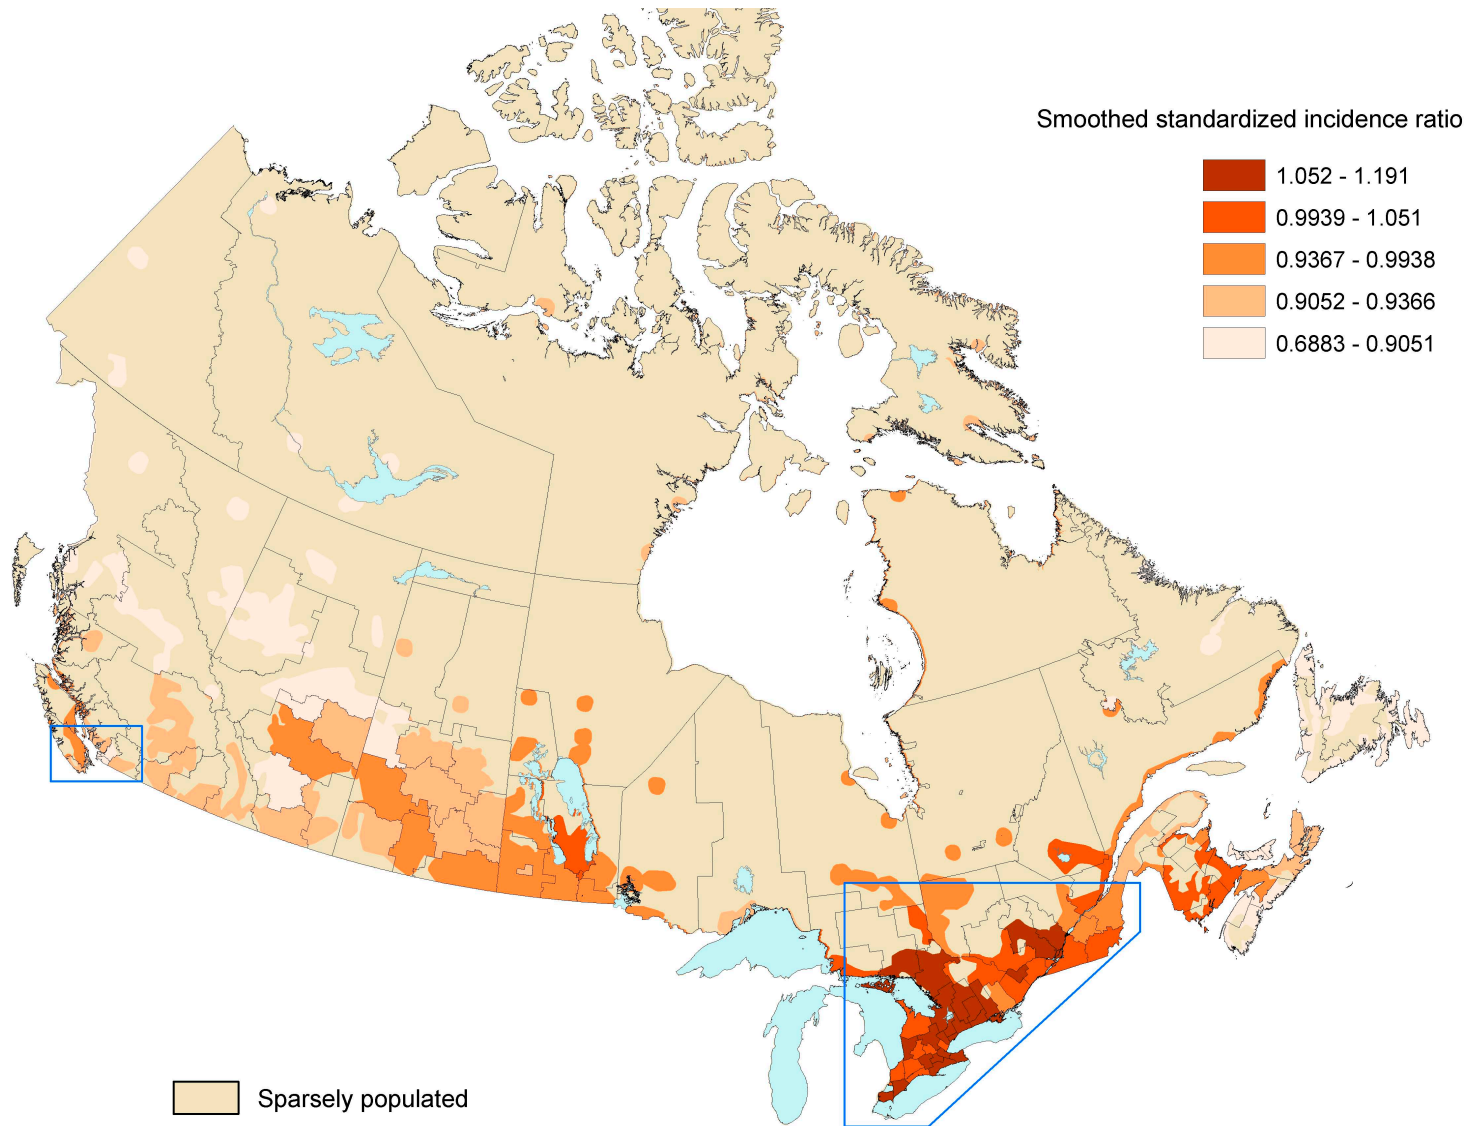 Smoothed standardized incidence ratio
1.052 - 1.191
0.9939 - 1.051
0.9367 - 0.9938
0.9052 - 0.9366
0.6883 - 0.9051
Sparsely populated